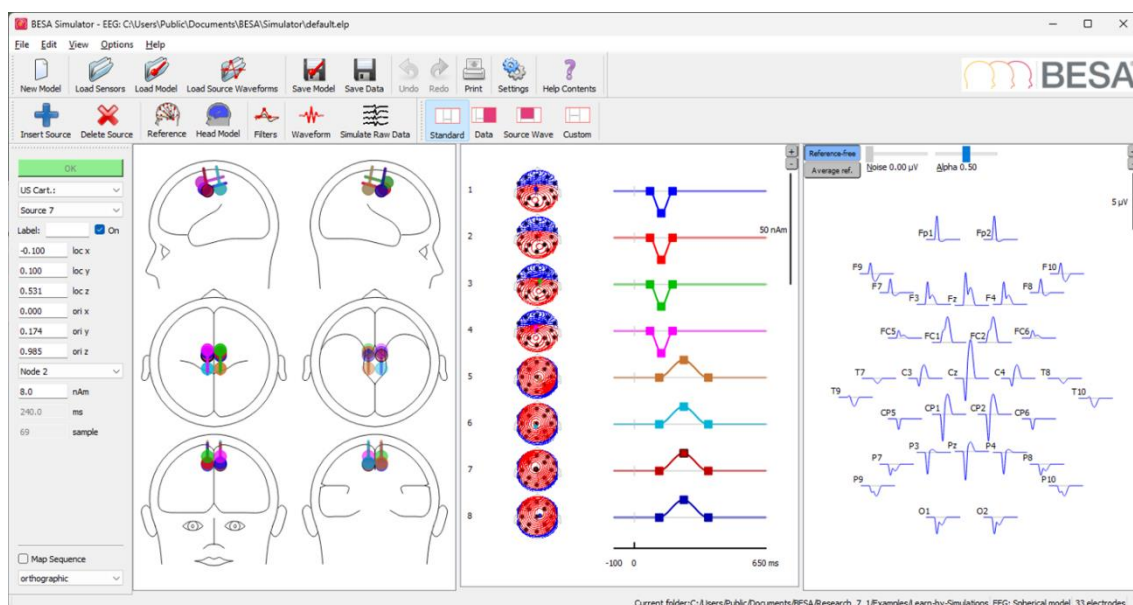 BESA Simulator - EEG: C:\Users\Public\Documents\BESA\Simulator\default.elp
File Edit View Options Help
New Model Load Sensors Load Model Load Source Waveforms Save Model Save Data Undo Redo Print Settings Help Contents
BESA
Insert Source Delete Source Reference Head Model Filters Waveform Simulate Raw Data Standard Data Source Wave Custom
OK
US Cart.:
Source 7
Label: On
-0.100 loc x
0.100 loc y
0.531 loc z
0.000 ori x
0.174 ori y
0.985 ori z
Node 2
8.0 nAm
240.0 ms
69 sample
Map Sequence
orthographic
1
2
3
4
5
6
7
8
+
-
50 nAm
-100 0 650 ms
Reference-free
Average ref.
Noise 0.00 µV Alpha 0.50
5 µV
Fp1 Fp2
F9 F10
F7 F8
F3 Fz F4
FC5 FC1 FC2 FC6
T7 C3 Cz C4 T8
T9 T10
CP5 CP1 CP2 CP6
P3 Pz P4
P7 P8
P9 P10
O1 O2
Current folder:C:/Users/Public/Documents/BESA/Research_7_1/Examples/Learn-by-Simulations EEG: Spherical model, 33 electrodes